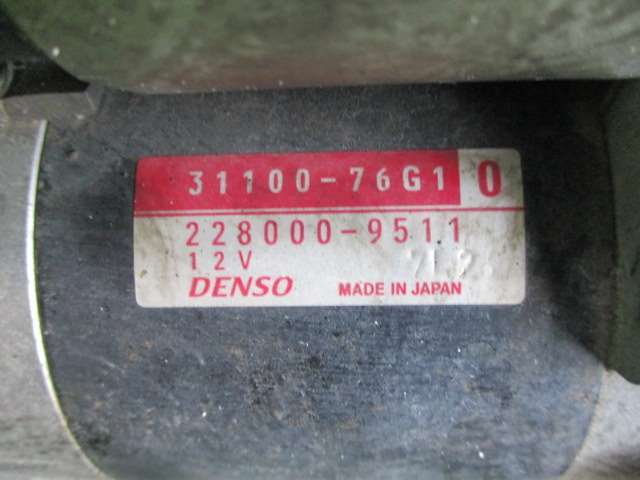 31100-76G1 0
228000-9511
12V
DENSO MADE IN JAPAN